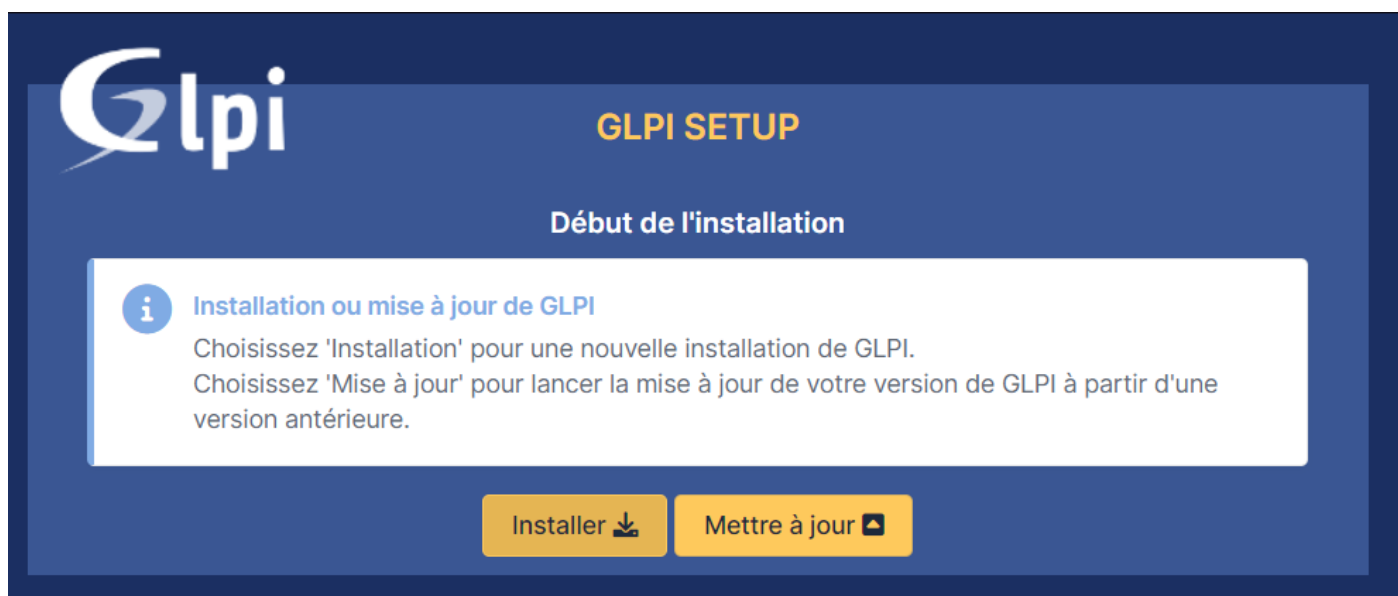 Glpi
GLPI SETUP
Début de l'installation
Installation ou mise à jour de GLPI
Choisissez 'Installation' pour une nouvelle installation de GLPI.
Choisissez 'Mise à jour' pour lancer la mise à jour de votre version de GLPI à partir d'une
version antérieure.
Installer
Mettre à jour